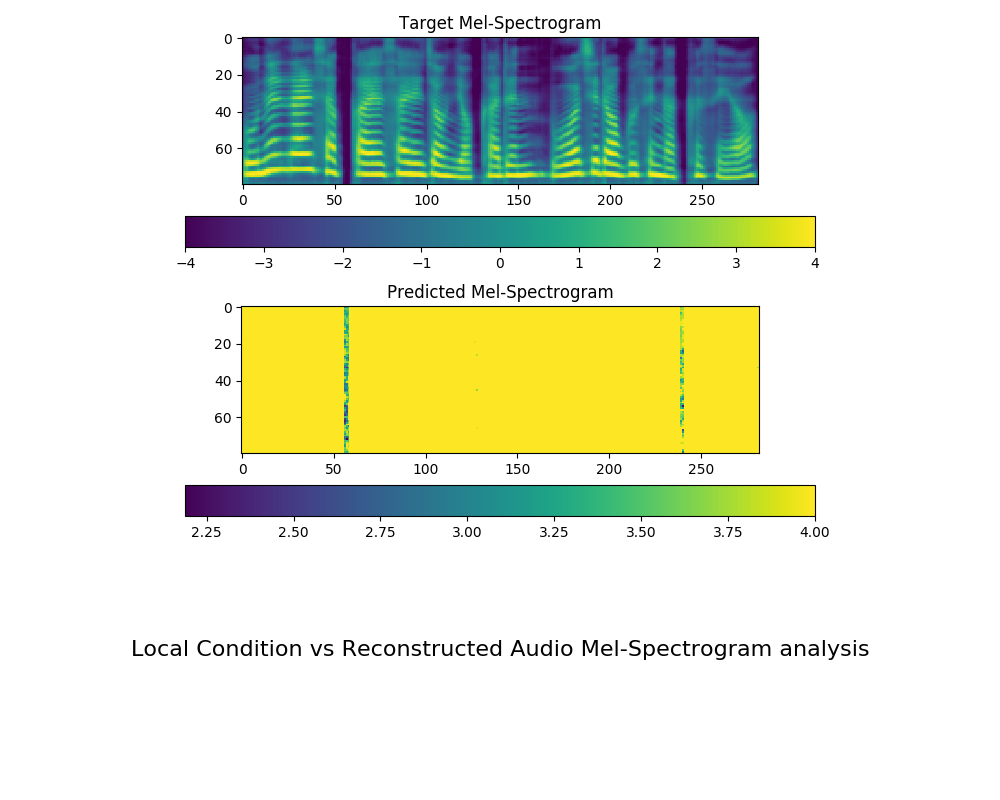 Target Mel-Spectrogram
0
20
40
60
0 50 100 150 200 250
−4 −3 −2 −1 0 1 2 3 4
Predicted Mel-Spectrogram
0
20
40
60
0 50 100 150 200 250
2.25 2.50 2.75 3.00 3.25 3.50 3.75 4.00
Local Condition vs Reconstructed Audio Mel-Spectrogram analysis